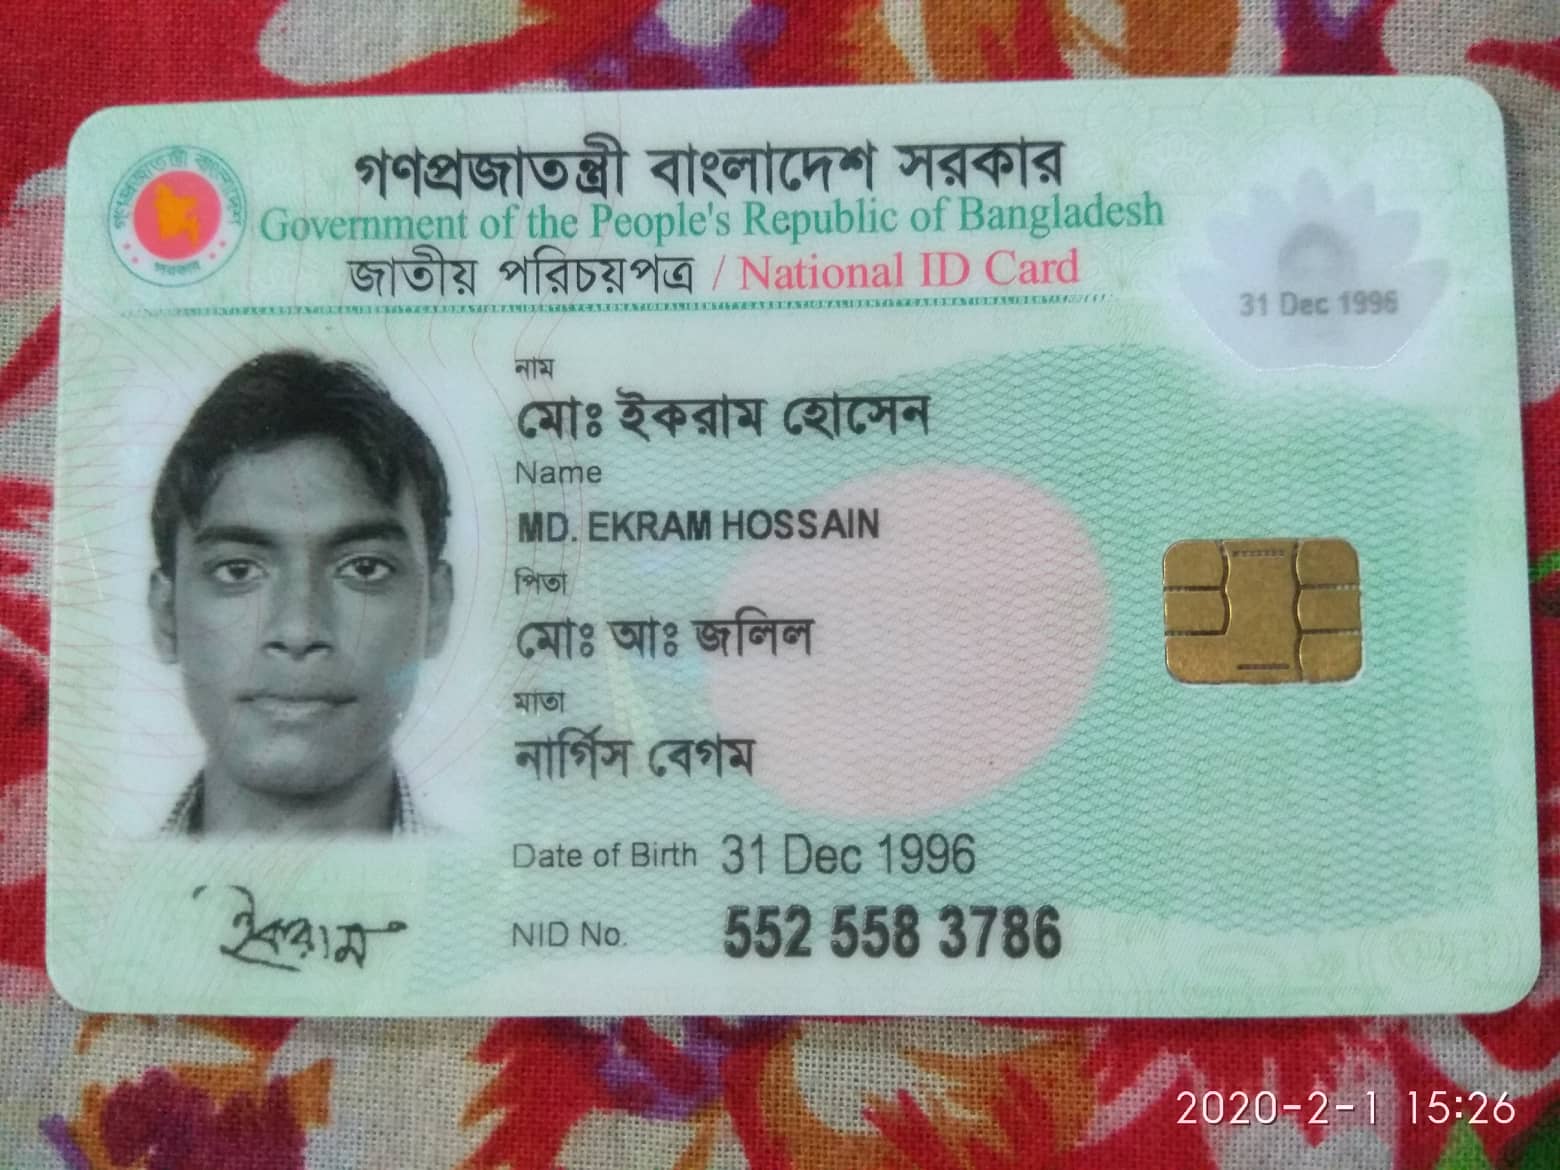 গণপ্রজাতন্ত্রী বাংলাদেশ সরকার
Government of the People's Republic of Bangladesh
জাতীয় পরিচয়পত্র / National ID Card
গণপ্রজাতন্ত্রী বাংলাদেশ
সরকার
31 Dec 1996
নাম
মোঃ ইকরাম হোসেন
Name
MD. EKRAM HOSSAIN
পিতা
মোঃ আঃ জলিল
মাতা
নার্গিস বেগম
Date of Birth 31 Dec 1996
NID No. 552 558 3786
ইকরাম
2020-2-1 15:26